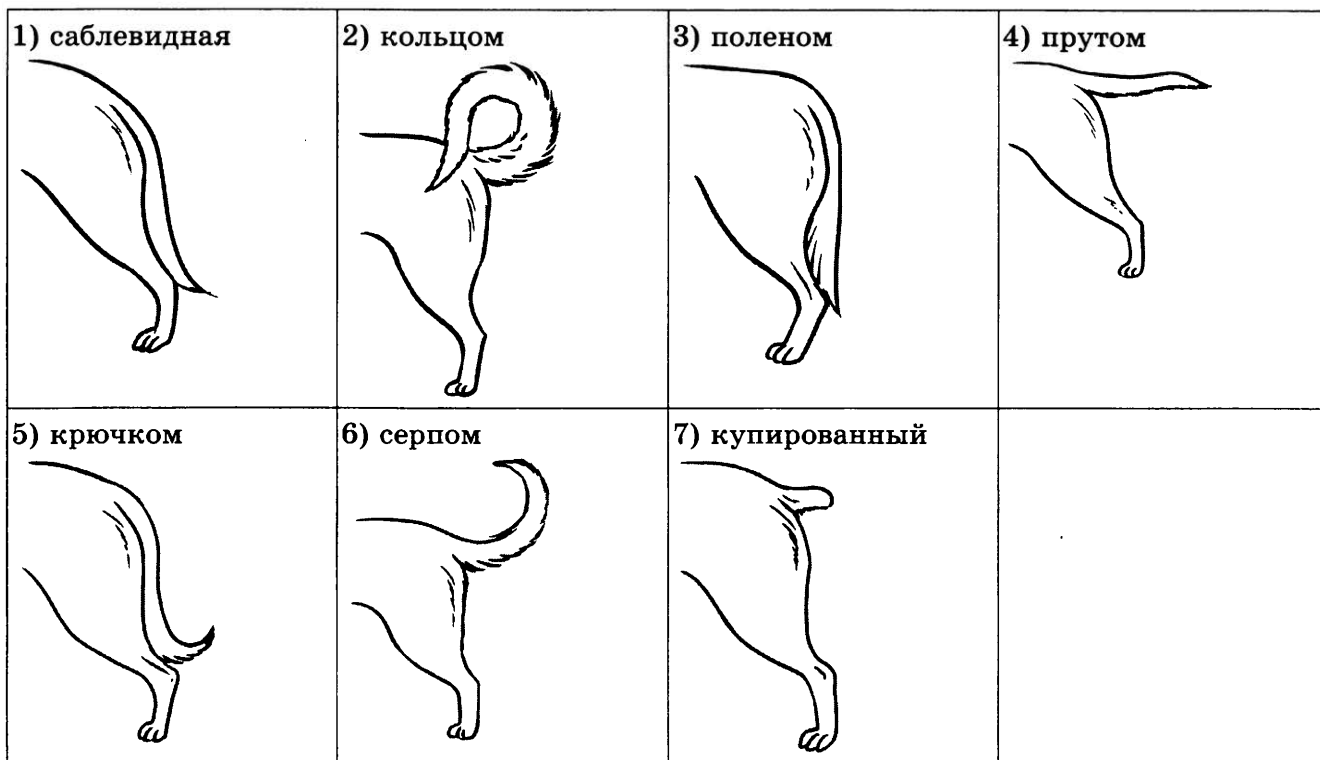 1) саблевидная
2) кольцом
3) поленом
4) прутом
5) крючком
6) серпом
7) купированный